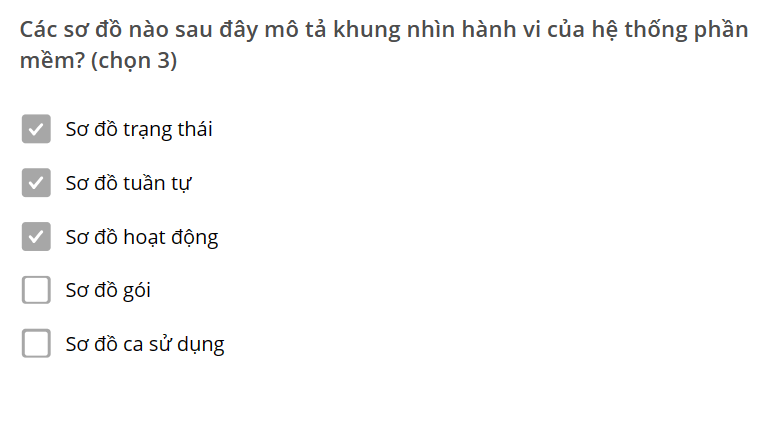 Các sơ đồ nào sau đây mô tả khung nhìn hành vi của hệ thống phần
mềm? (chọn 3)
Sơ đồ trạng thái
Sơ đồ tuần tự
Sơ đồ hoạt động
Sơ đồ gói
Sơ đồ ca sử dụng